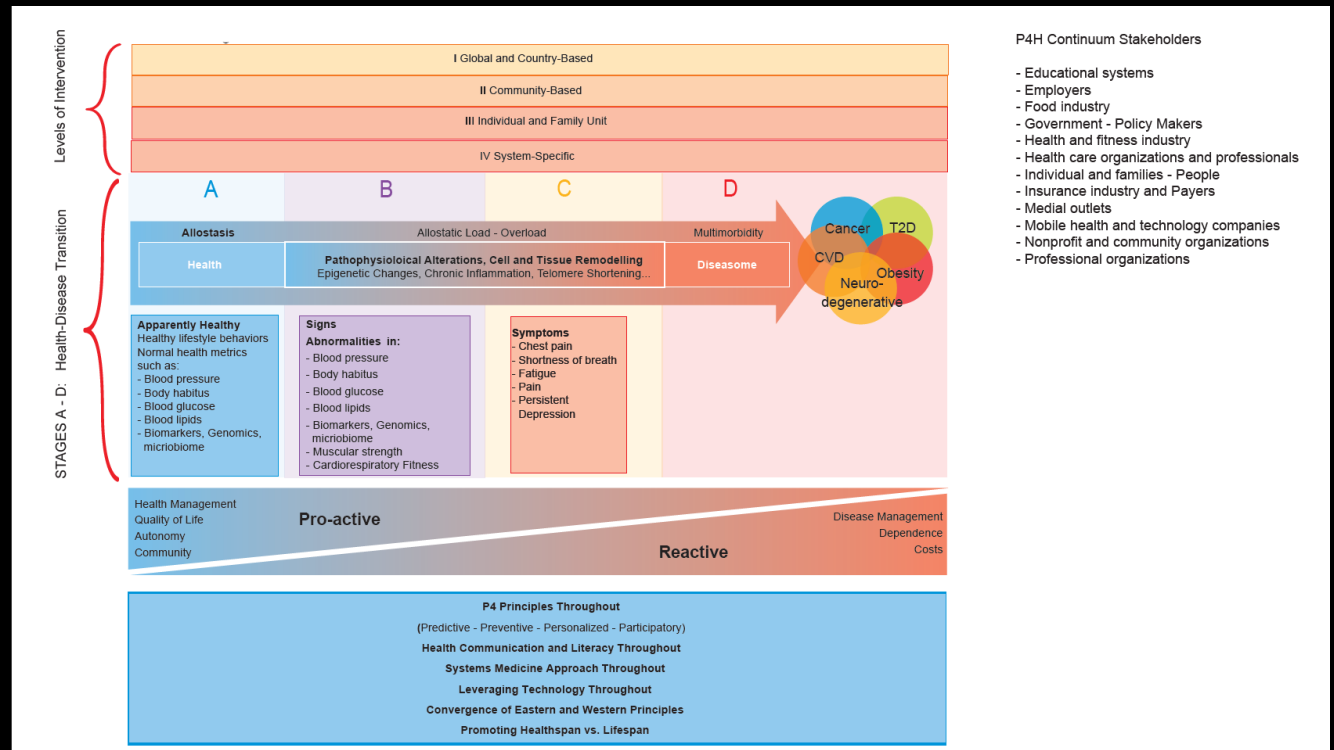 Levels of Intervention
I Global and Country-Based
II Community-Based
III Individual and Family Unit
IV System-Specific
STAGES A - D: Health-Disease Transition
A
B
C
D
Allostasis
Allostatic Load - Overload
Multimorbidity
Health
Pathophysioloical Alterations, Cell and Tissue Remodelling
Epigenetic Changes, Chronic Inflammation, Telomere Shortening...
Diseasome
Cancer
T2D
CVD
Obesity
Neuro-
degenerative
Apparently Healthy
Healthy lifestyle behaviors
Normal health metrics
such as:
- Blood pressure
- Body habitus
- Blood glucose
- Blood lipids
- Biomarkers, Genomics,
micriobiome
Signs
Abnormalities in:
- Blood pressure
- Body habitus
- Blood glucose
- Blood lipids
- Biomarkers, Genomics,
micriobiome
- Muscular strength
- Cardiorespiratory Fitness
Symptoms
- Chest pain
- Shortness of breath
- Fatigue
- Pain
- Persistent
Depression
Health Management
Quality of Life
Autonomy
Community
Pro-active
Reactive
Disease Management
Dependence
Costs
P4 Principles Throughout
(Predictive - Preventive - Personalized - Participatory)
Health Communication and Literacy Throughout
Systems Medicine Approach Throughout
Leveraging Technology Throughout
Convergence of Eastern and Western Principles
Promoting Healthspan vs. Lifespan
P4H Continuum Stakeholders
- Educational systems
- Employers
- Food industry
- Government - Policy Makers
- Health and fitness industry
- Health care organizations and professionals
- Individual and families - People
- Insurance industry and Payers
- Medial outlets
- Mobile health and technology companies
- Nonprofit and community organizations
- Professional organizations